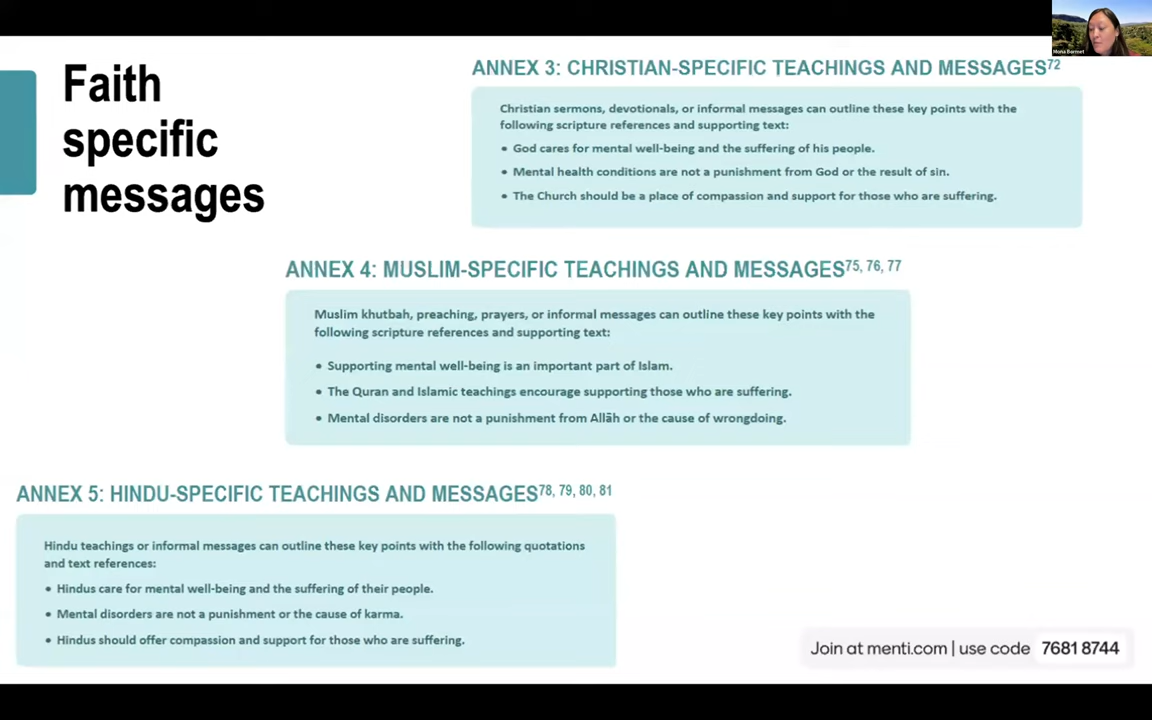 Faith
specific
messages
Mona Bormet
ANNEX 3: CHRISTIAN-SPECIFIC TEACHINGS AND MESSAGES72
Christian sermons, devotionals, or informal messages can outline these key points with the
following scripture references and supporting text:
• God cares for mental well-being and the suffering of his people.
• Mental health conditions are not a punishment from God or the result of sin.
• The Church should be a place of compassion and support for those who are suffering.
ANNEX 4: MUSLIM-SPECIFIC TEACHINGS AND MESSAGES75, 76, 77
Muslim khutbah, preaching, prayers, or informal messages can outline these key points with the
following scripture references and supporting text:
• Supporting mental well-being is an important part of Islam.
• The Quran and Islamic teachings encourage supporting those who are suffering.
• Mental disorders are not a punishment from Allāh or the cause of wrongdoing.
ANNEX 5: HINDU-SPECIFIC TEACHINGS AND MESSAGES78, 79, 80, 81
Hindu teachings or informal messages can outline these key points with the following quotations
and text references:
• Hindus care for mental well-being and the suffering of their people.
• Mental disorders are not a punishment or the cause of karma.
• Hindus should offer compassion and support for those who are suffering.
Join at menti.com | use code 7681 8744